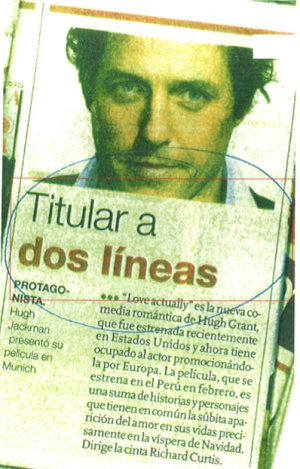 Titular a
dos líneas
PROTAGO-
NISTA.
Hugh
Jackman
presentó su
película en
Munich
"Love actually" es la nueva co-
media romántica de Hugh Grant,
que fue estrenada recientemente
en Estados Unidos y ahora tiene
ocupado al actor promocionándo-
la por Europa. La película, que se
estrena en el Perú en febrero, es
una suma de historias y personajes
que tienen en común la súbita apa-
rición del amor en sus vidas preci-
samente en la víspera de Navidad.
Dirige la cinta Richard Curtis.